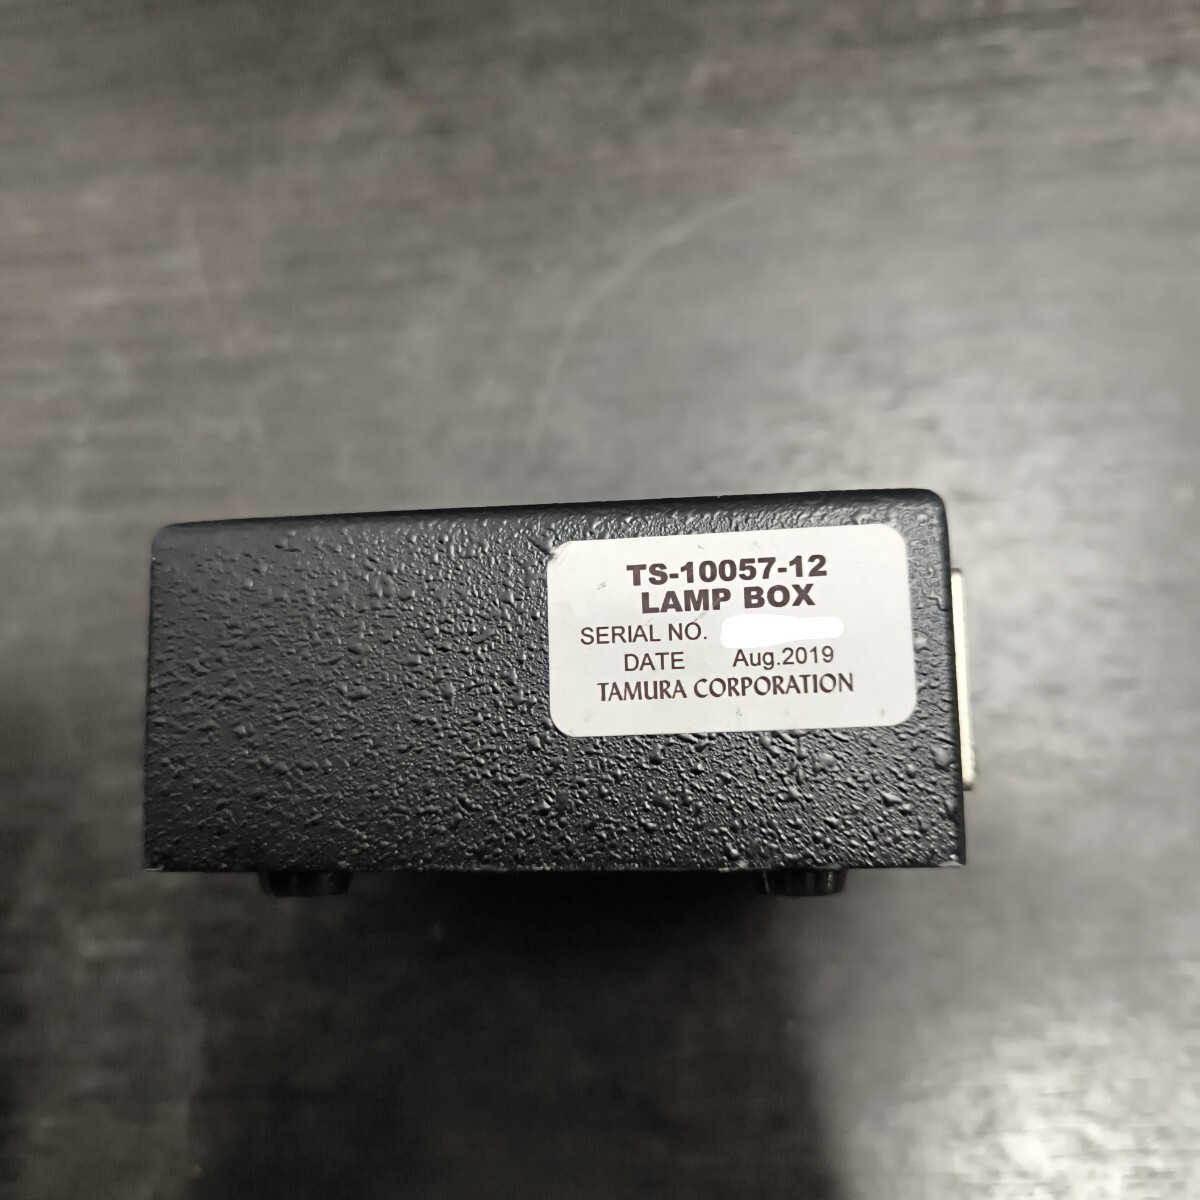 TS-10057-12
LAMP BOX
SERIAL NO.
DATE Aug.2019
TAMURA CORPORATION